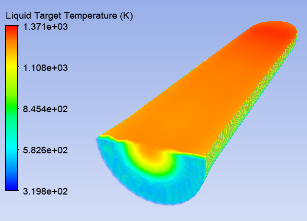 Liquid Target Temperature (K)
1.371e+03
1.108e+03
8.454e+02
5.826e+02
3.198e+02